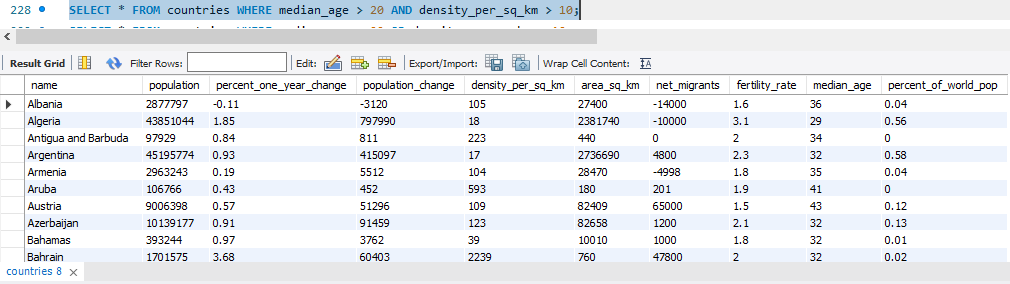 228 SELECT * FROM countries WHERE median_age > 20 AND density_per_sq_km > 10;
Result Grid Filter Rows: Edit: Export/Import: Wrap Cell Content:
name population percent_one_year_change population_change density_per_sq_km area_sq_km net_migrants fertility_rate median_age percent_of_world_pop
Albania 2877797 -0.11 -3120 105 27400 -14000 1.6 36 0.04
Algeria 43851044 1.85 797990 18 2381740 -10000 3.1 29 0.56
Antigua and Barbuda 97929 0.84 811 223 440 0 2 34 0
Argentina 45195774 0.93 415097 17 2736690 4800 2.3 32 0.58
Armenia 2963243 0.19 5512 104 28470 -4998 1.8 35 0.04
Aruba 106766 0.43 452 593 180 201 1.9 41 0
Austria 9006398 0.57 51296 109 82409 65000 1.5 43 0.12
Azerbaijan 10139177 0.91 91459 123 82658 1200 2.1 32 0.13
Bahamas 393244 0.97 3762 39 10010 1000 1.8 32 0.01
Bahrain 1701575 3.68 60403 2239 760 47800 2 32 0.02
countries 8